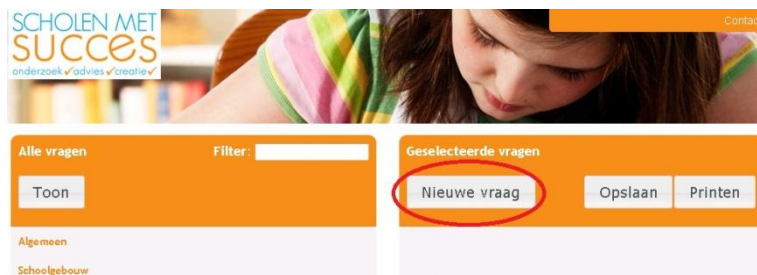 SCHOLEN MET
succes
onderzoek✓advies✓creatie✓
Contac
Alle vragen
Filter:
Toon
Geselecteerde vragen
Nieuwe vraag
Opslaan
Printen
Algemeen
Schoolgebouw